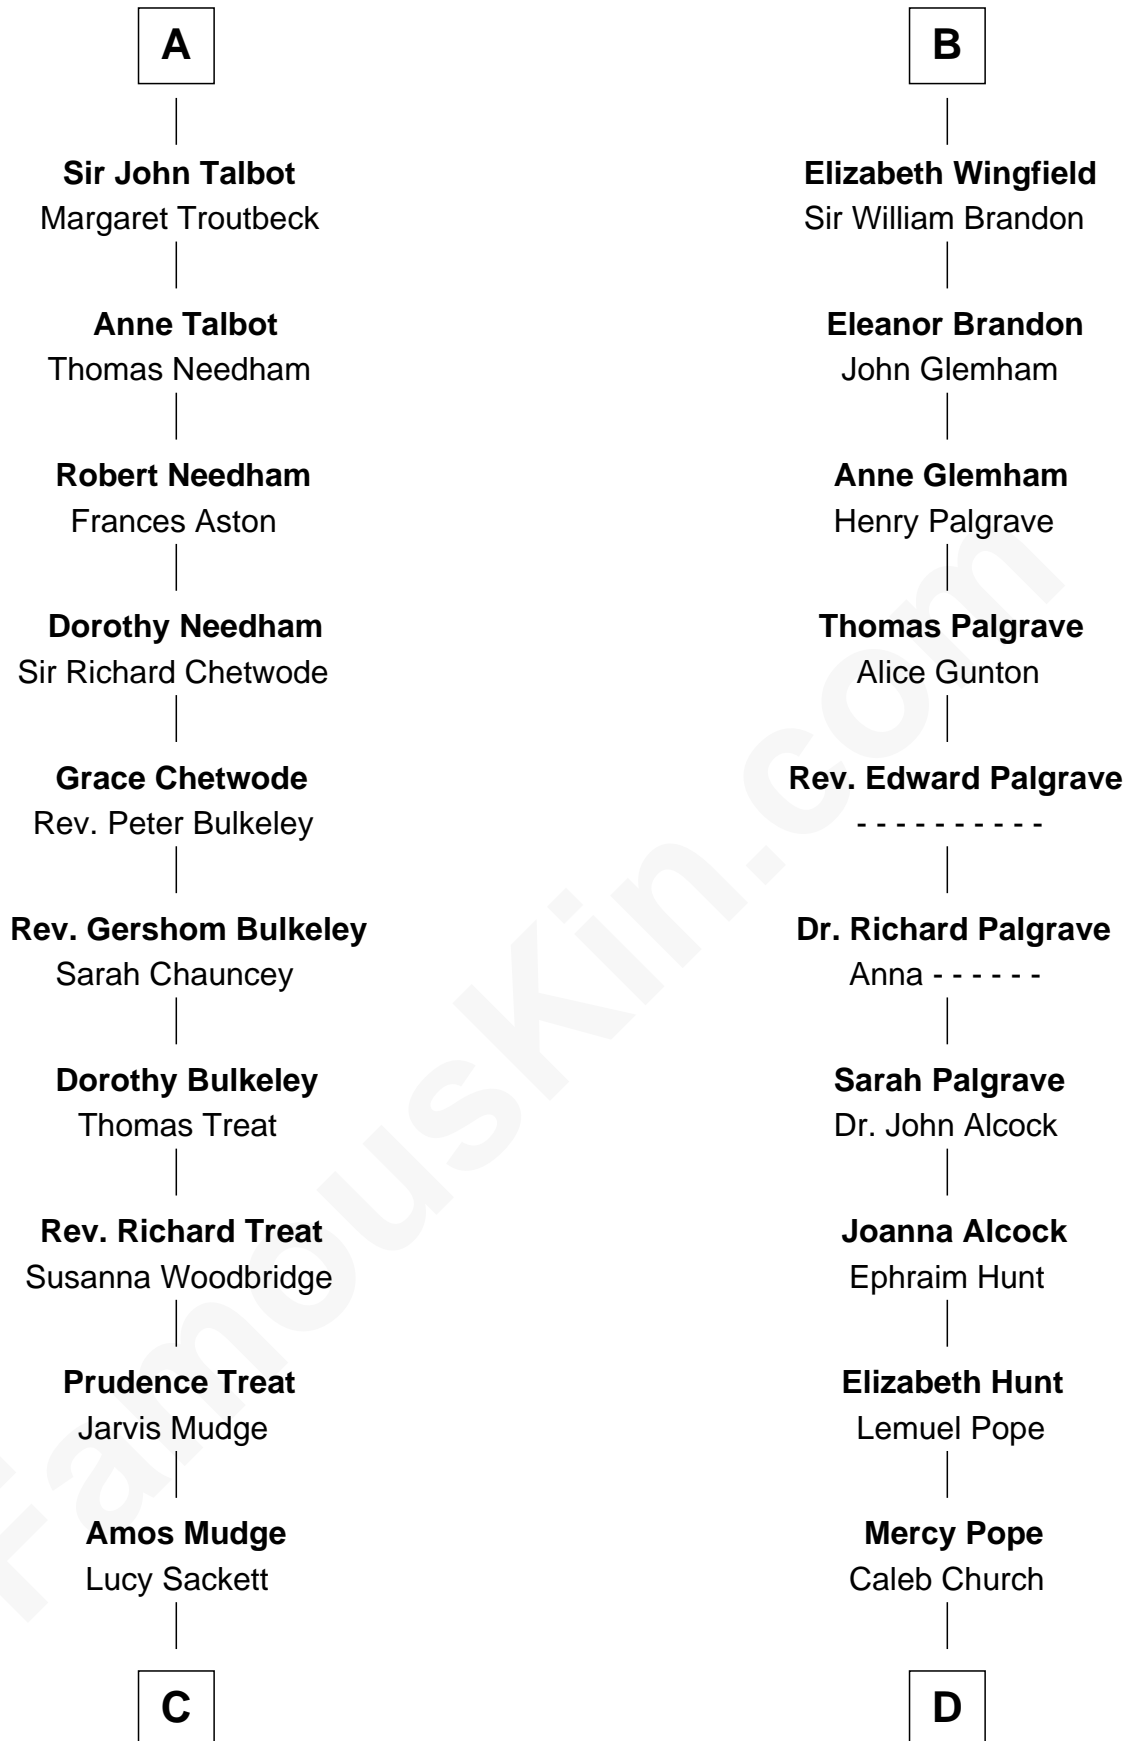 A
Sir John Talbot
Margaret Troutbeck
Anne Talbot
Thomas Needham
Robert Needham
Frances Aston
Dorothy Needham
Sir Richard Chetwode
Grace Chetwode
Rev. Peter Bulkeley
Rev. Gershom Bulkeley
Sarah Chauncey
Dorothy Bulkeley
Thomas Treat
Rev. Richard Treat
Susanna Woodbridge
Prudence Treat
Jarvis Mudge
Amos Mudge
Lucy Sackett
C
B
Elizabeth Wingfield
Sir William Brandon
Eleanor Brandon
John Glemham
Anne Glemham
Henry Palgrave
Thomas Palgrave
Alice Gunton
Rev. Edward Palgrave
- - - - - - - - - -
Dr. Richard Palgrave
Anna - - - - - -
Sarah Palgrave
Dr. John Alcock
Joanna Alcock
Ephraim Hunt
Elizabeth Hunt
Lemuel Pope
Mercy Pope
Caleb Church
D
FamousKin.com